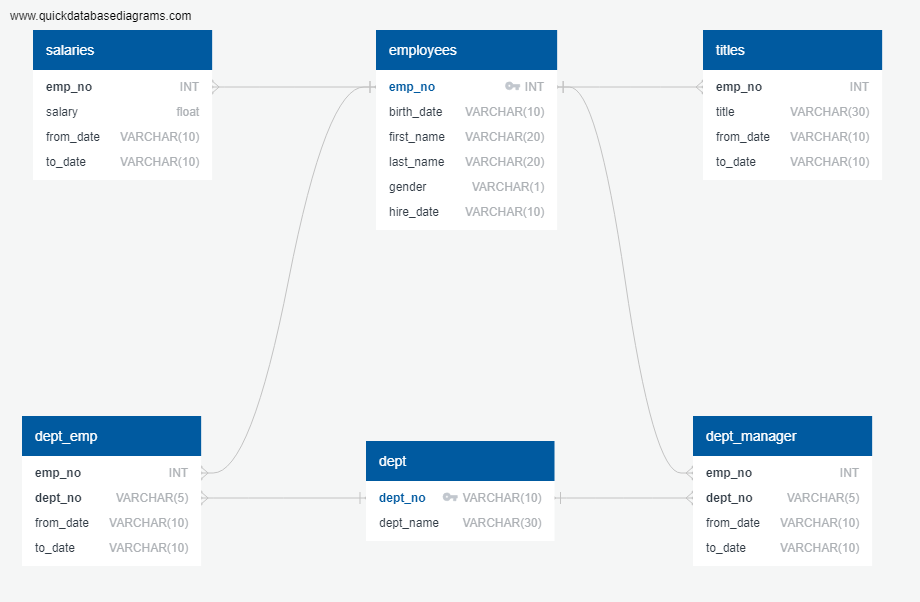 www.quickdatabasediagrams.com
salaries
emp_no INT
salary float
from_date VARCHAR(10)
to_date VARCHAR(10)
employees
emp_no INT
birth_date VARCHAR(10)
first_name VARCHAR(20)
last_name VARCHAR(20)
gender VARCHAR(1)
hire_date VARCHAR(10)
titles
emp_no INT
title VARCHAR(30)
from_date VARCHAR(10)
to_date VARCHAR(10)
dept_emp
emp_no INT
dept_no VARCHAR(5)
from_date VARCHAR(10)
to_date VARCHAR(10)
dept
dept_no VARCHAR(10)
dept_name VARCHAR(30)
dept_manager
emp_no INT
dept_no VARCHAR(5)
from_date VARCHAR(10)
to_date VARCHAR(10)